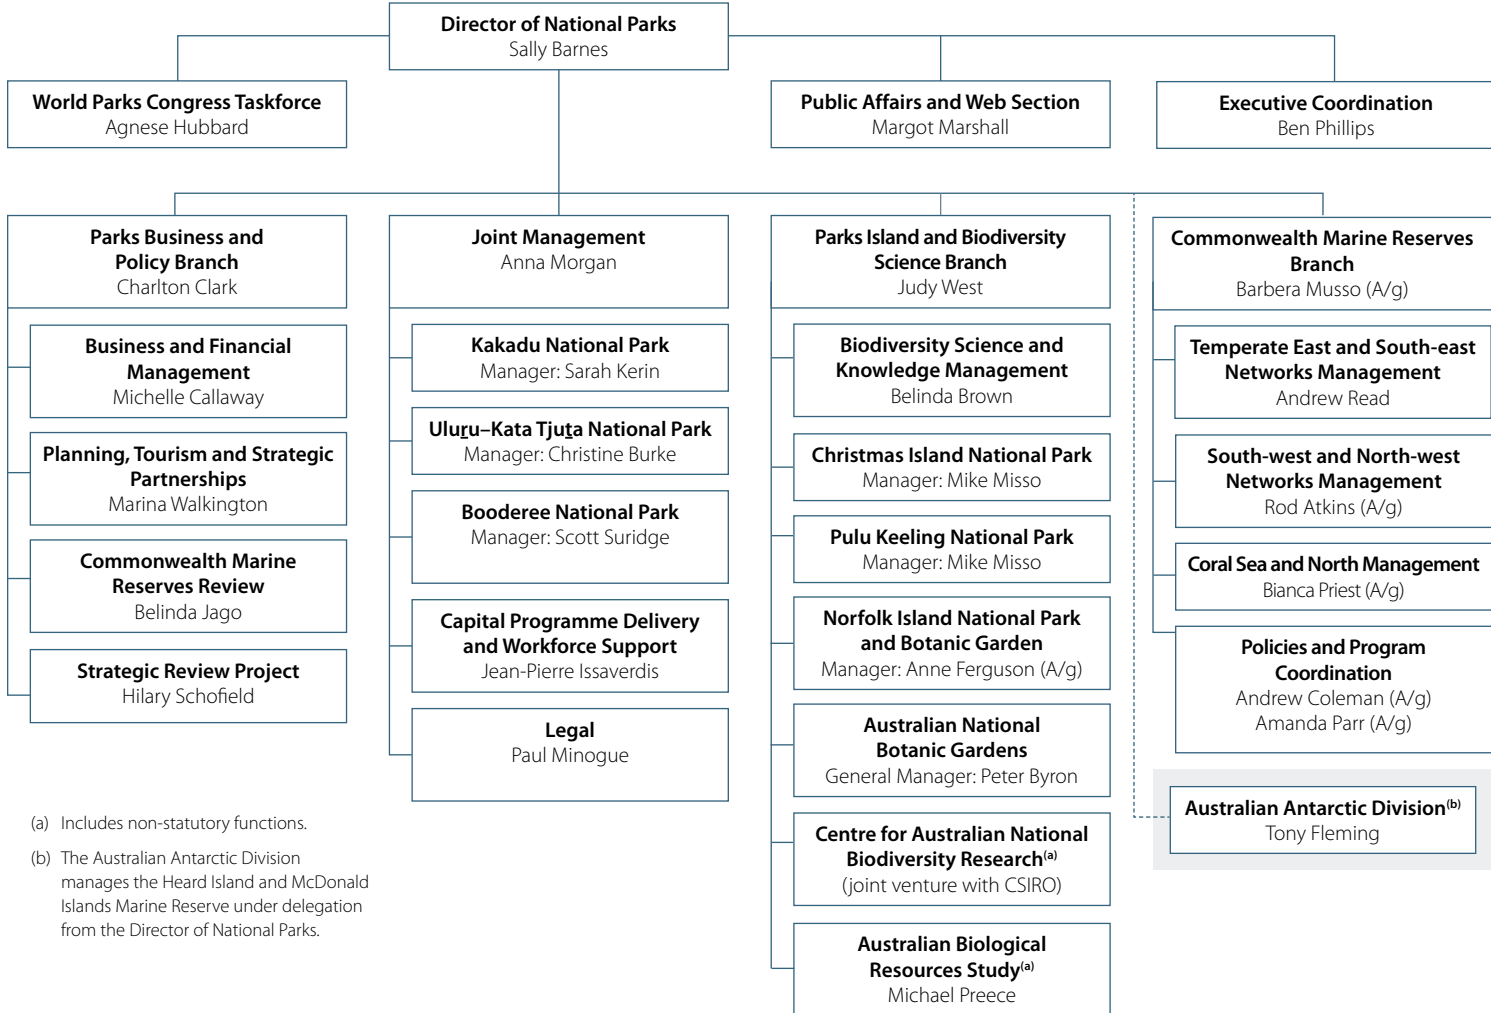 Director of National Parks
Sally Barnes
World Parks Congress Taskforce
Agnese Hubbard
Public Affairs and Web Section
Margot Marshall
Executive Coordination
Ben Phillips
Parks Business and
Policy Branch
Charlton Clark
Business and Financial
Management
Michelle Callaway
Planning, Tourism and Strategic
Partnerships
Marina Walkington
Commonwealth Marine
Reserves Review
Belinda Jago
Strategic Review Project
Hilary Schofield
Joint Management
Anna Morgan
Kakadu National Park
Manager: Sarah Kerin
Uluṟu–Kata Tjuṯa National Park
Manager: Christine Burke
Booderee National Park
Manager: Scott Suridge
Capital Programme Delivery
and Workforce Support
Jean-Pierre Issaverdis
Legal
Paul Minogue
Parks Island and Biodiversity
Science Branch
Judy West
Biodiversity Science and
Knowledge Management
Belinda Brown
Christmas Island National Park
Manager: Mike Misso
Pulu Keeling National Park
Manager: Mike Misso
Norfolk Island National Park
and Botanic Garden
Manager: Anne Ferguson (A/g)
Australian National
Botanic Gardens
General Manager: Peter Byron
Centre for Australian National
Biodiversity Research(a)
(joint venture with CSIRO)
Australian Biological
Resources Study(a)
Michael Preece
Commonwealth Marine Reserves
Branch
Barbera Musso (A/g)
Temperate East and South-east
Networks Management
Andrew Read
South-west and North-west
Networks Management
Rod Atkins (A/g)
Coral Sea and North Management
Bianca Priest (A/g)
Policies and Program
Coordination
Andrew Coleman (A/g)
Amanda Parr (A/g)
Australian Antarctic Division(b)
Tony Fleming
(a) Includes non-statutory functions.
(b) The Australian Antarctic Division
manages the Heard Island and McDonald
Islands Marine Reserve under delegation
from the Director of National Parks.